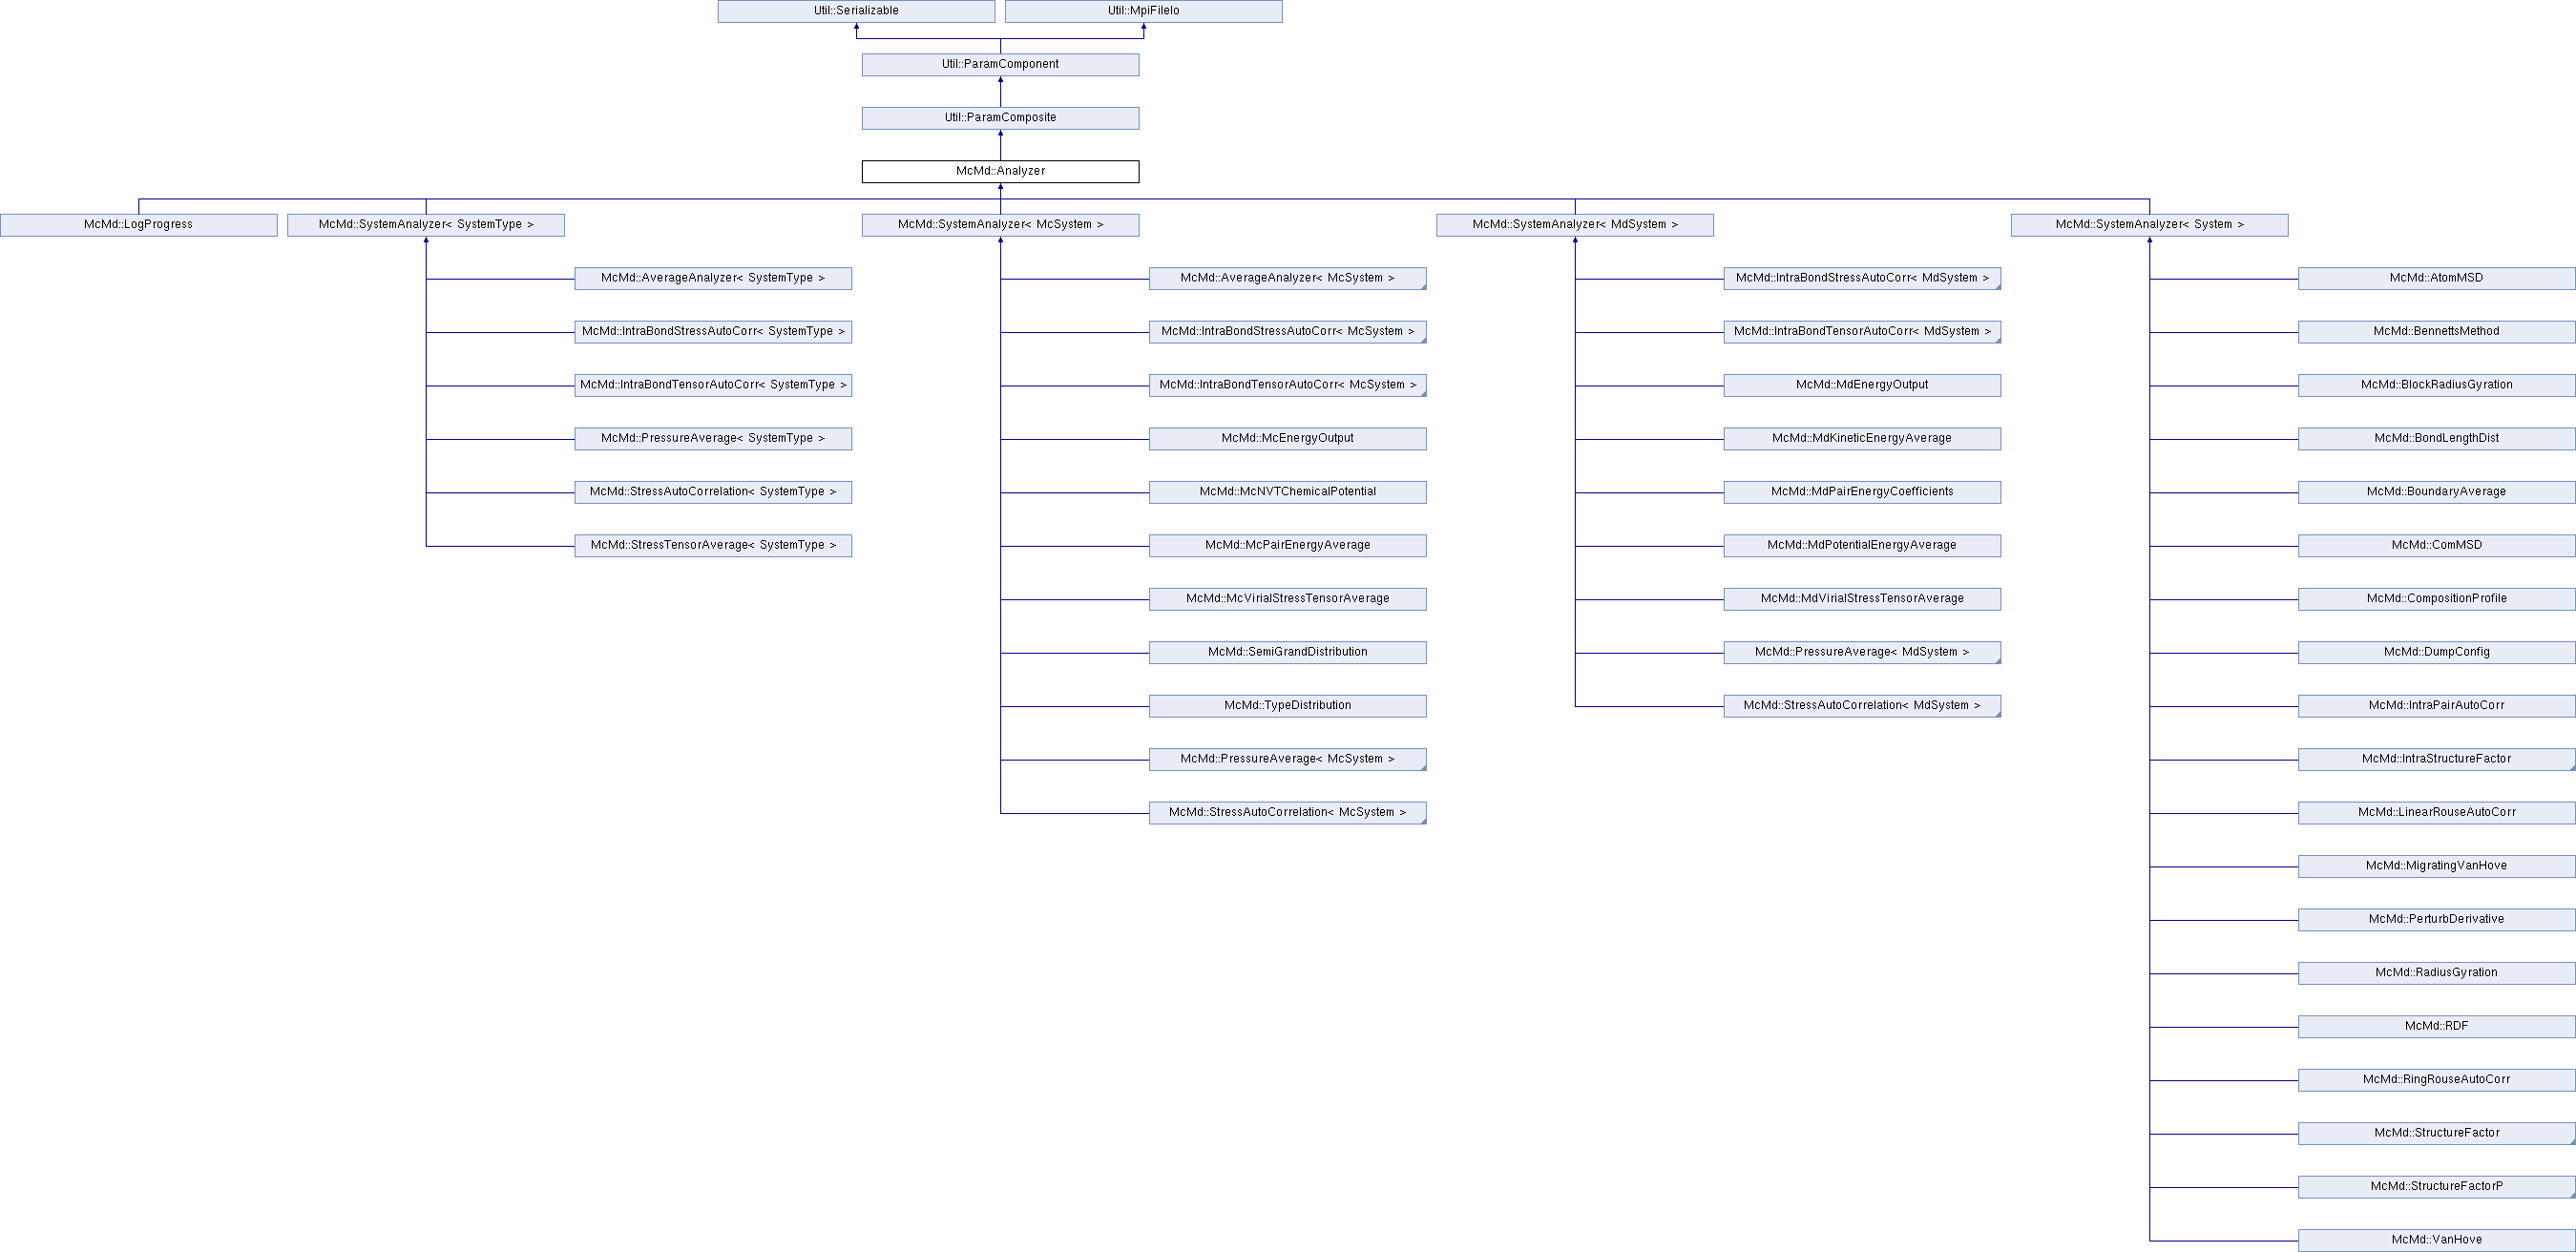 Util::Serializable
Util::MpiFileIo
Util::ParamComponent
Util::ParamComposite
McMd::Analyzer
McMd::LogProgress
McMd::SystemAnalyzer< SystemType >
McMd::SystemAnalyzer< McSystem >
McMd::SystemAnalyzer< MdSystem >
McMd::SystemAnalyzer< System >
McMd::AverageAnalyzer< SystemType >
McMd::IntraBondStressAutoCorr< SystemType >
McMd::IntraBondTensorAutoCorr< SystemType >
McMd::PressureAverage< SystemType >
McMd::StressAutoCorrelation< SystemType >
McMd::StressTensorAverage< SystemType >
McMd::AverageAnalyzer< McSystem >
McMd::IntraBondStressAutoCorr< McSystem >
McMd::IntraBondTensorAutoCorr< McSystem >
McMd::McEnergyOutput
McMd::McNVTChemicalPotential
McMd::McPairEnergyAverage
McMd::McVirialStressTensorAverage
McMd::SemiGrandDistribution
McMd::TypeDistribution
McMd::PressureAverage< McSystem >
McMd::StressAutoCorrelation< McSystem >
McMd::IntraBondStressAutoCorr< MdSystem >
McMd::IntraBondTensorAutoCorr< MdSystem >
McMd::MdEnergyOutput
McMd::MdKineticEnergyAverage
McMd::MdPairEnergyCoefficients
McMd::MdPotentialEnergyAverage
McMd::MdVirialStressTensorAverage
McMd::PressureAverage< MdSystem >
McMd::StressAutoCorrelation< MdSystem >
McMd::AtomMSD
McMd::BennettsMethod
McMd::BlockRadiusGyration
McMd::BondLengthDist
McMd::BoundaryAverage
McMd::ComMSD
McMd::CompositionProfile
McMd::DumpConfig
McMd::IntraPairAutoCorr
McMd::IntraStructureFactor
McMd::LinearRouseAutoCorr
McMd::MigratingVanHove
McMd::PerturbDerivative
McMd::RadiusGyration
McMd::RDF
McMd::RingRouseAutoCorr
McMd::StructureFactor
McMd::StructureFactorP
McMd::VanHove